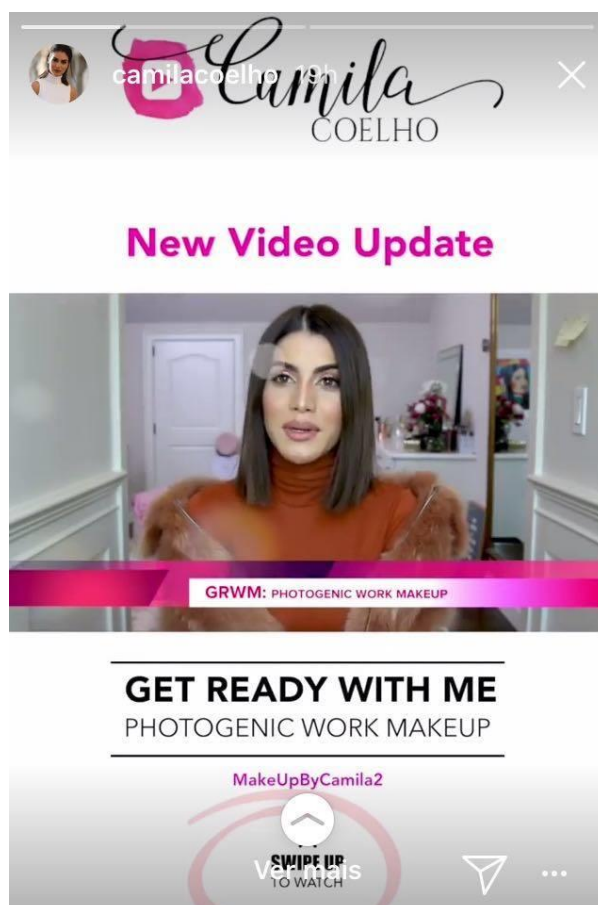 camilacoelho 19h
Camila
COELHO
New Video Update
GRWM: PHOTOGENIC WORK MAKEUP
GET READY WITH ME
PHOTOGENIC WORK MAKEUP
MakeUpByCamila2
SWIPE UP
Ver mais
TO WATCH